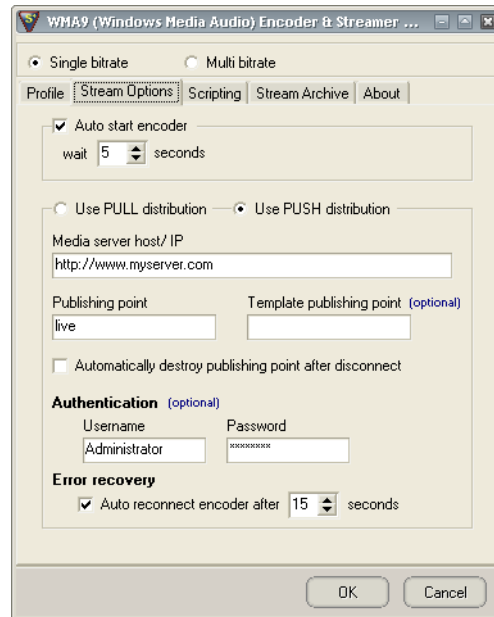 WMA9 (Windows Media Audio) Encoder & Streamer ...
Single bitrate Multi bitrate
Profile Stream Options Scripting Stream Archive About
Auto start encoder
wait 5 seconds
Use PULL distribution Use PUSH distribution
Media server host/ IP
http://www.myserver.com
Publishing point Template publishing point (optional)
live
Automatically destroy publishing point after disconnect
Authentication (optional)
Username Password
Administrator ××××××××
Error recovery
Auto reconnect encoder after 15 seconds
OK Cancel